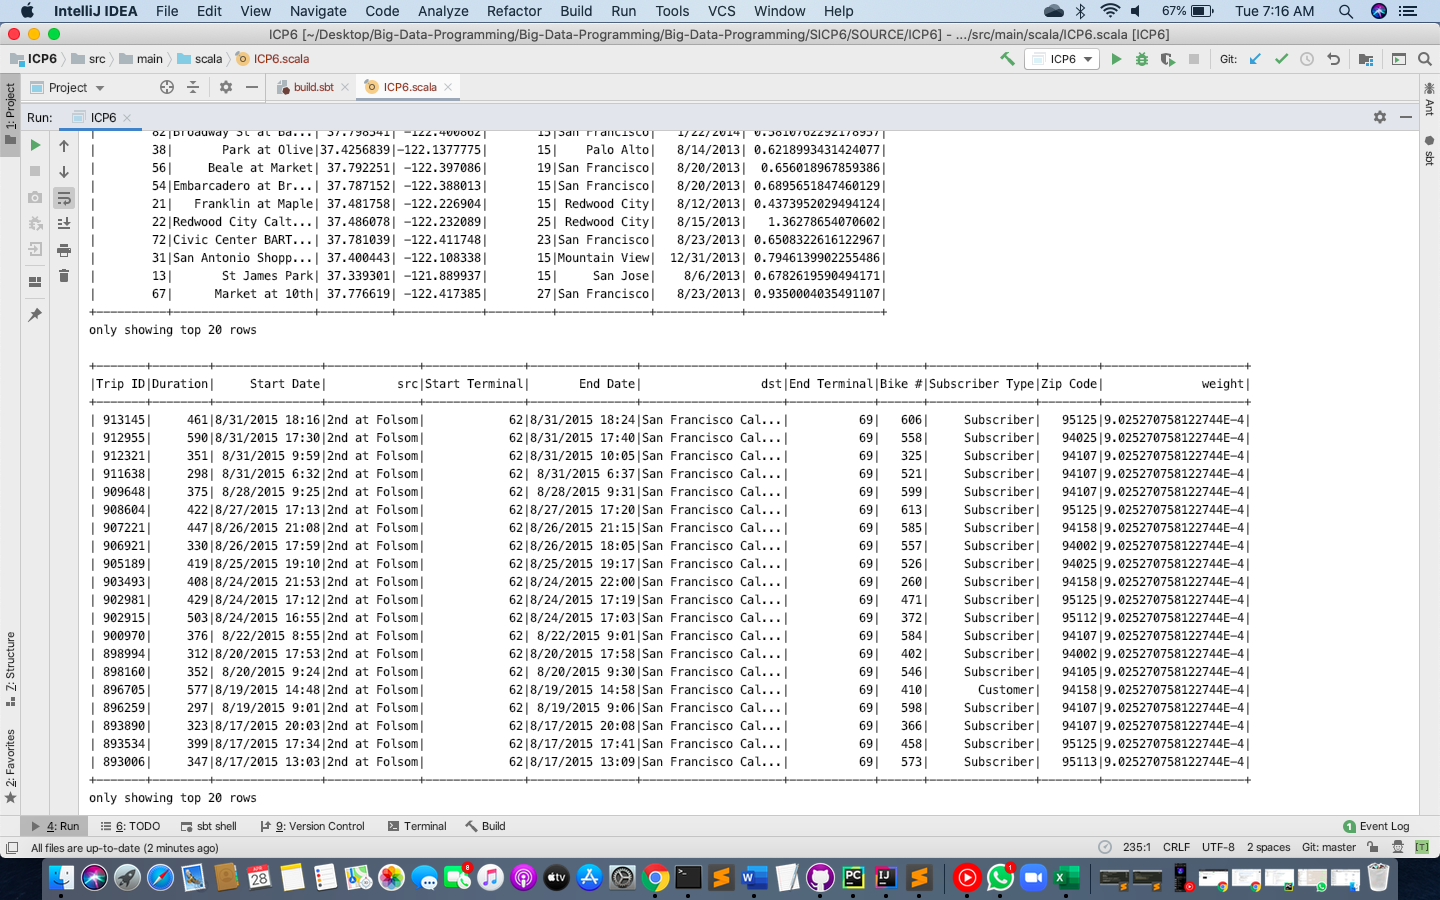 IntelliJ IDEA File Edit View Navigate Code Analyze Refactor Build Run Tools VCS Window Help 67% Tue 7:16 AM
ICP6 [~/Desktop/Big-Data-Programming/Big-Data-Programming/Big-Data-Programming/SICP6/SOURCE/ICP6] - .../src/main/scala/ICP6.scala [ICP6]
ICP6 src main scala ICP6.scala ICP6 Git:
1: Project Project build.sbt ICP6.scala Ant
Run: ICP6 sbt
| 82|Broadway St at Ba...| 37.798541| -122.400862| 15|San Francisco| 1/22/2014| 0.5810762292178957|
| 38| Park at Olive|37.4256839|-122.1377775| 15| Palo Alto| 8/14/2013| 0.6218993431424077|
| 56| Beale at Market| 37.792251| -122.397086| 19|San Francisco| 8/20/2013| 0.656018967859386|
| 54|Embarcadero at Br...| 37.787152| -122.388013| 15|San Francisco| 8/20/2013| 0.6895651847460129|
| 21| Franklin at Maple| 37.481758| -122.226904| 15| Redwood City| 8/12/2013| 0.4373952029494124|
| 22|Redwood City Calt...| 37.486078| -122.232089| 25| Redwood City| 8/15/2013| 1.36278654070602|
| 72|Civic Center BART...| 37.781039| -122.411748| 23|San Francisco| 8/23/2013| 0.6508322616122967|
| 31|San Antonio Shopp...| 37.400443| -122.108338| 15|Mountain View| 12/31/2013| 0.7946139902255486|
| 13| St James Park| 37.339301| -121.889937| 15| San Jose| 8/6/2013| 0.6782619590494171|
| 67| Market at 10th| 37.776619| -122.417385| 27|San Francisco| 8/23/2013| 0.9350004035491107|
only showing top 20 rows
|Trip ID|Duration| Start Date| src|Start Terminal| End Date| dst|End Terminal|Bike #|Subscriber Type|Zip Code| weight|
| 913145| 461|8/31/2015 18:16|2nd at Folsom| 62|8/31/2015 18:24|San Francisco Cal...| 69| 606| Subscriber| 95125|9.025270758122744E-4|
| 912955| 590|8/31/2015 17:30|2nd at Folsom| 62|8/31/2015 17:40|San Francisco Cal...| 69| 558| Subscriber| 94025|9.025270758122744E-4|
| 912321| 351| 8/31/2015 9:59|2nd at Folsom| 62|8/31/2015 10:05|San Francisco Cal...| 69| 325| Subscriber| 94107|9.025270758122744E-4|
| 911638| 298| 8/31/2015 6:32|2nd at Folsom| 62| 8/31/2015 6:37|San Francisco Cal...| 69| 521| Subscriber| 94107|9.025270758122744E-4|
| 909648| 375| 8/28/2015 9:25|2nd at Folsom| 62| 8/28/2015 9:31|San Francisco Cal...| 69| 599| Subscriber| 94107|9.025270758122744E-4|
| 908604| 422|8/27/2015 17:13|2nd at Folsom| 62|8/27/2015 17:20|San Francisco Cal...| 69| 613| Subscriber| 95125|9.025270758122744E-4|
| 907221| 447|8/26/2015 21:08|2nd at Folsom| 62|8/26/2015 21:15|San Francisco Cal...| 69| 585| Subscriber| 94158|9.025270758122744E-4|
| 906921| 330|8/26/2015 17:59|2nd at Folsom| 62|8/26/2015 18:05|San Francisco Cal...| 69| 557| Subscriber| 94002|9.025270758122744E-4|
| 905189| 419|8/25/2015 19:10|2nd at Folsom| 62|8/25/2015 19:17|San Francisco Cal...| 69| 526| Subscriber| 94025|9.025270758122744E-4|
| 903493| 408|8/24/2015 21:53|2nd at Folsom| 62|8/24/2015 22:00|San Francisco Cal...| 69| 260| Subscriber| 94158|9.025270758122744E-4|
| 902981| 429|8/24/2015 17:12|2nd at Folsom| 62|8/24/2015 17:19|San Francisco Cal...| 69| 471| Subscriber| 95125|9.025270758122744E-4|
| 902915| 503|8/24/2015 16:55|2nd at Folsom| 62|8/24/2015 17:03|San Francisco Cal...| 69| 372| Subscriber| 95112|9.025270758122744E-4|
| 900970| 376| 8/22/2015 8:55|2nd at Folsom| 62| 8/22/2015 9:01|San Francisco Cal...| 69| 584| Subscriber| 94107|9.025270758122744E-4|
| 898994| 312|8/20/2015 17:53|2nd at Folsom| 62|8/20/2015 17:58|San Francisco Cal...| 69| 402| Subscriber| 94002|9.025270758122744E-4|
| 898160| 352| 8/20/2015 9:24|2nd at Folsom| 62| 8/20/2015 9:30|San Francisco Cal...| 69| 546| Subscriber| 94105|9.025270758122744E-4|
| 896705| 577|8/19/2015 14:48|2nd at Folsom| 62|8/19/2015 14:58|San Francisco Cal...| 69| 410| Customer| 94158|9.025270758122744E-4|
| 896259| 297| 8/19/2015 9:01|2nd at Folsom| 62| 8/19/2015 9:06|San Francisco Cal...| 69| 598| Subscriber| 94107|9.025270758122744E-4|
| 893890| 323|8/17/2015 20:03|2nd at Folsom| 62|8/17/2015 20:08|San Francisco Cal...| 69| 366| Subscriber| 94107|9.025270758122744E-4|
| 893534| 399|8/17/2015 17:34|2nd at Folsom| 62|8/17/2015 17:41|San Francisco Cal...| 69| 458| Subscriber| 95125|9.025270758122744E-4|
| 893006| 347|8/17/2015 13:03|2nd at Folsom| 62|8/17/2015 13:09|San Francisco Cal...| 69| 573| Subscriber| 95113|9.025270758122744E-4|
only showing top 20 rows
Z: Structure
2: Favorites
4: Run 6: TODO sbt shell 9: Version Control Terminal Build 1 Event Log
All files are up-to-date (2 minutes ago) 235:1 CRLF UTF-8 2 spaces Git: master [T]
APR 28 8 tv W PC IJ 1 X